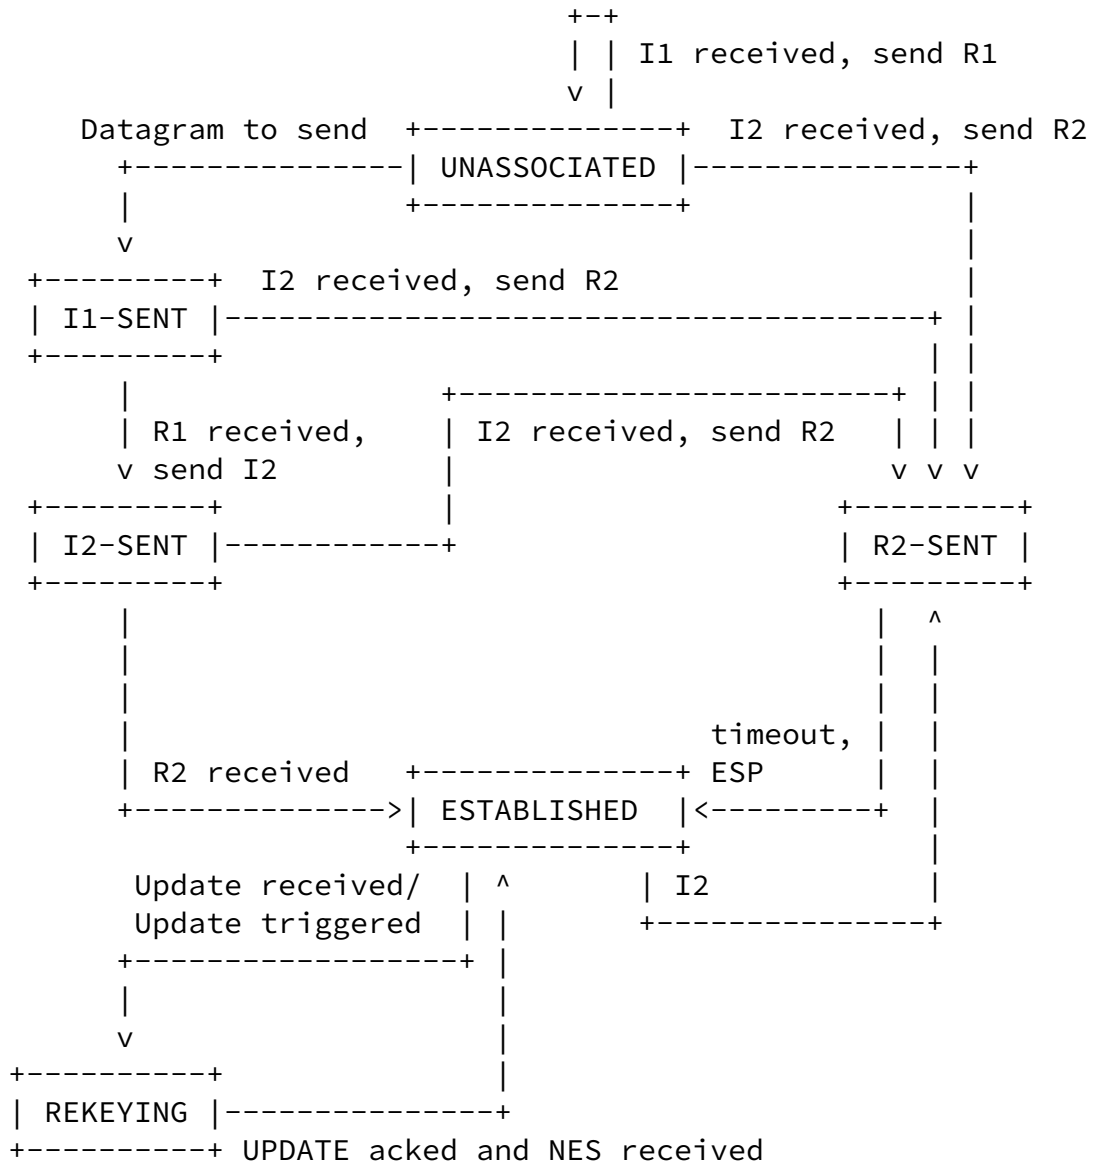 I1 received, send R1
Datagram to send I2 received, send R2
UNASSOCIATED
I2 received, send R2
I1-SENT
R1 received, I2 received, send R2
send I2
I2-SENT R2-SENT
timeout,
R2 received ESP
ESTABLISHED
Update received/ I2
Update triggered
REKEYING
UPDATE acked and NES received